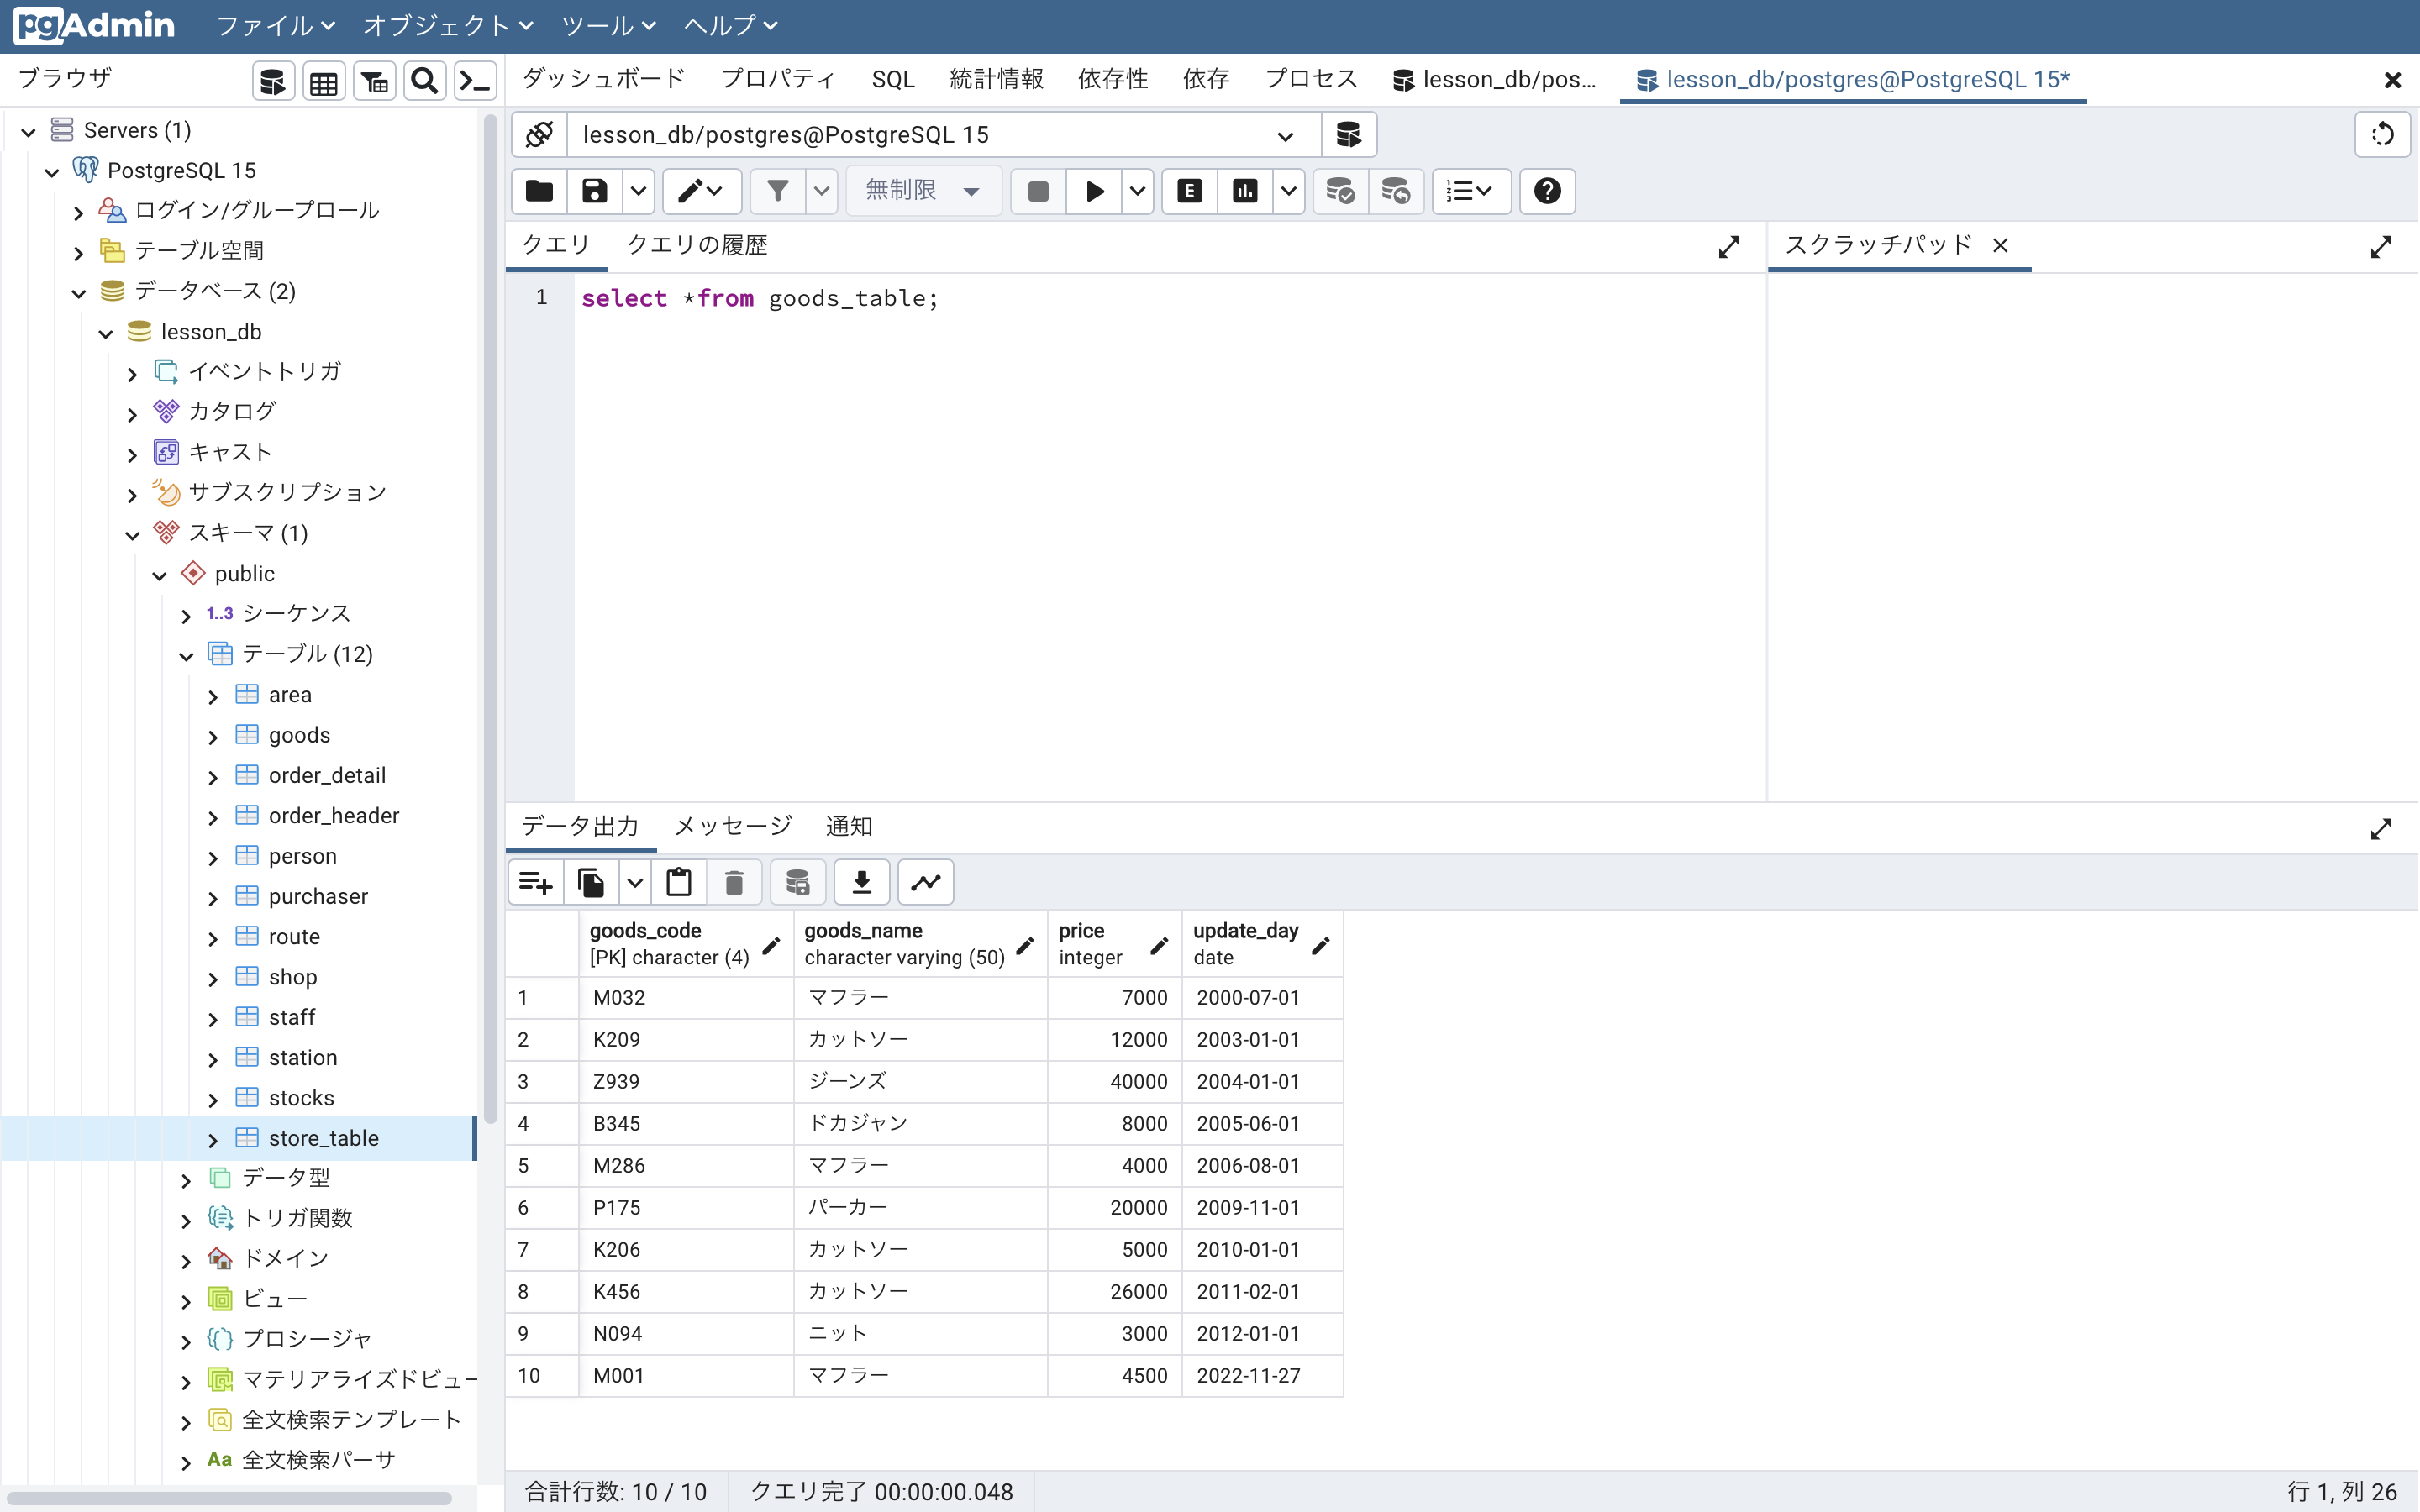 pgAdmin ファイル オブジェクト ツール ヘルプ
ブラウザ
ダッシュボード プロパティ SQL 統計情報 依存性 依存 プロセス lesson_db/pos... lesson_db/postgres@PostgreSQL 15*
Servers (1)
PostgreSQL 15
ログイン/グループロール
テーブル空間
データベース (2)
lesson_db
イベントトリガ
カタログ
キャスト
サブスクリプション
スキーマ (1)
public
1..3 シーケンス
テーブル (12)
area
goods
order_detail
order_header
person
purchaser
route
shop
staff
station
stocks
store_table
データ型
トリガ関数
ドメイン
ビュー
プロシージャ
マテリアライズドビュー
全文検索テンプレート
Aa 全文検索パーサ
lesson_db/postgres@PostgreSQL 15
無制限 E
クエリ クエリの履歴
スクラッチパッド
1 select *from goods_table;
データ出力 メッセージ 通知
goods_code goods_name price update_day
[PK] character (4) character varying (50) integer date
1 M032 マフラー 7000 2000-07-01
2 K209 カットソー 12000 2003-01-01
3 Z939 ジーンズ 40000 2004-01-01
4 B345 ドカジャン 8000 2005-06-01
5 M286 マフラー 4000 2006-08-01
6 P175 パーカー 20000 2009-11-01
7 K206 カットソー 5000 2010-01-01
8 K456 カットソー 26000 2011-02-01
9 N094 ニット 3000 2012-01-01
10 M001 マフラー 4500 2022-11-27
合計行数: 10 / 10 クエリ完了 00:00:00.048 行 1, 列 26